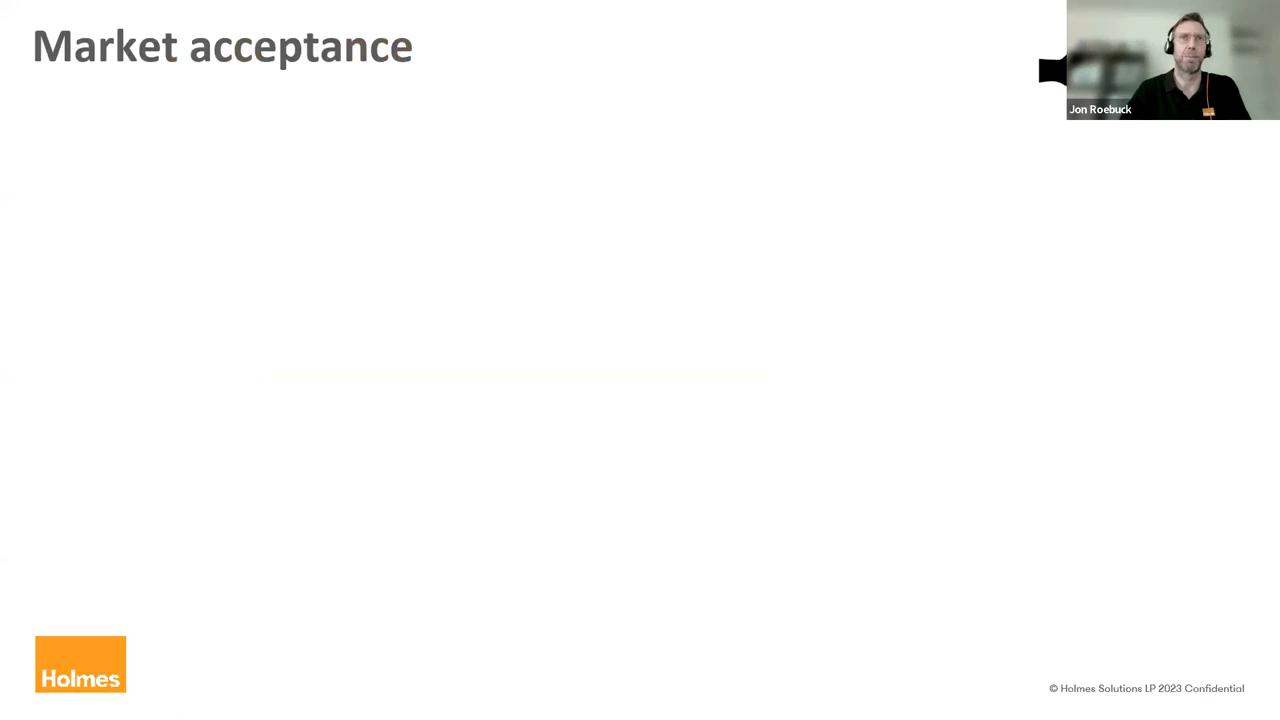 Market acceptance
Jon Roebuck
Holmes
© Holmes Solutions LP 2023 Confidential